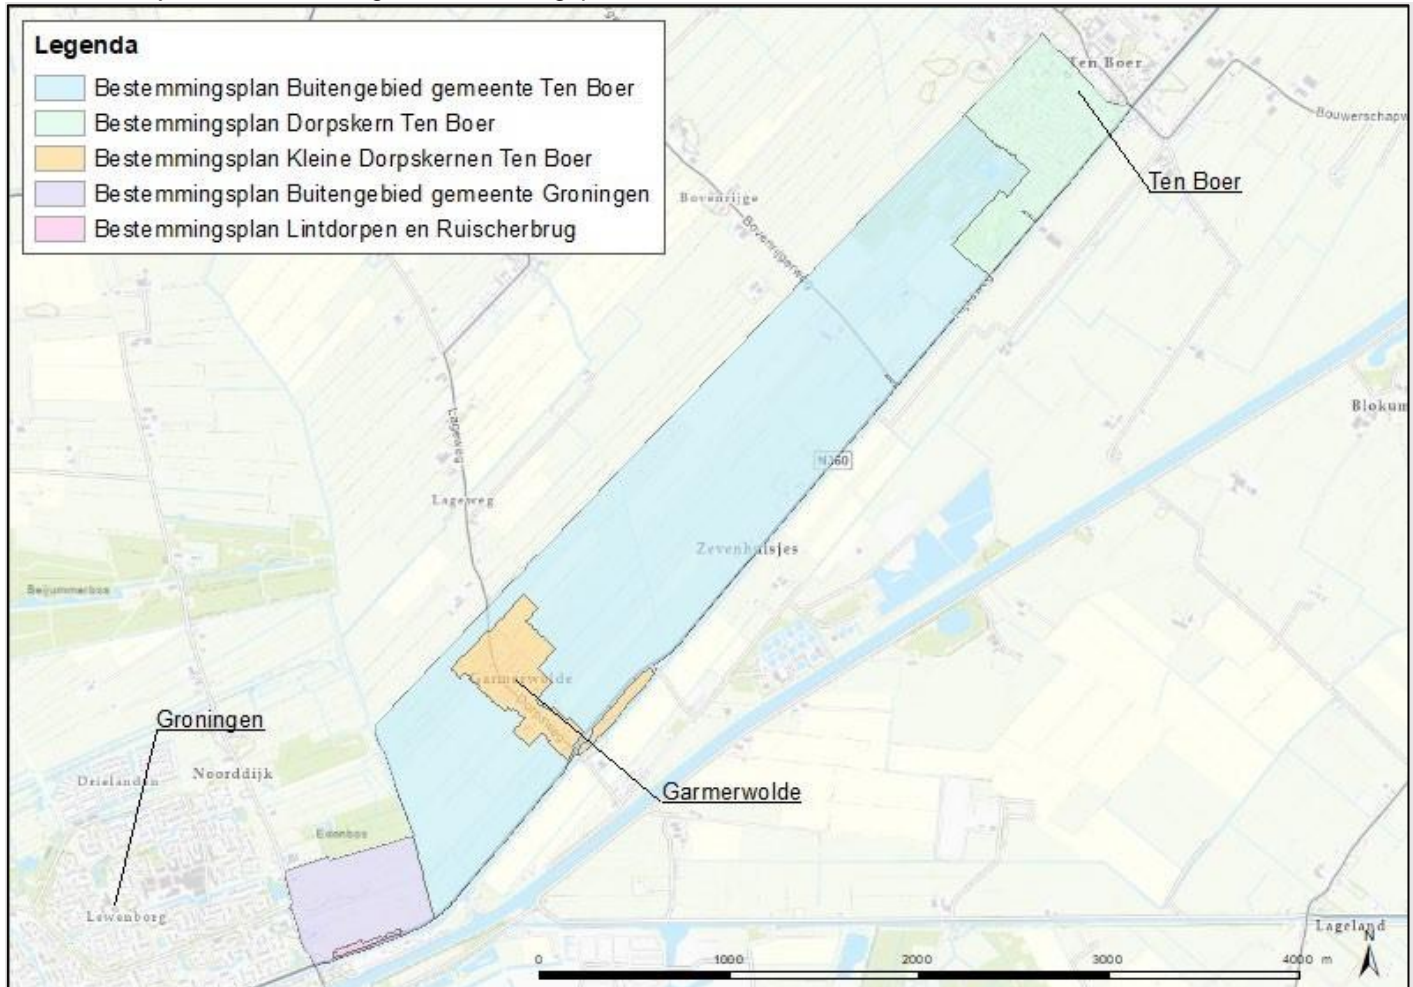 Legenda
Bestemmingsplan Buitengebied gemeente Ten Boer
Bestemmingsplan Dorpskern Ten Boer
Bestemmingsplan Kleine Dorpskernen Ten Boer
Bestemmingsplan Buitengebied gemeente Groningen
Bestemmingsplan Lintdorpen en Ruischerbrug
Ten Boer
Ten Boer
Bovenrijge
Bovenrijgerweg
Blokum
Lageweg
Lageweg
N360
Zevenhuisjes
Beijummerbos
Garmerwolde
Dorpsweg
Groningen
Drielanden
Noorddijk
Garmerwolde
Lewenborg
Lageland
N
0 1000 2000 3000 4000 m